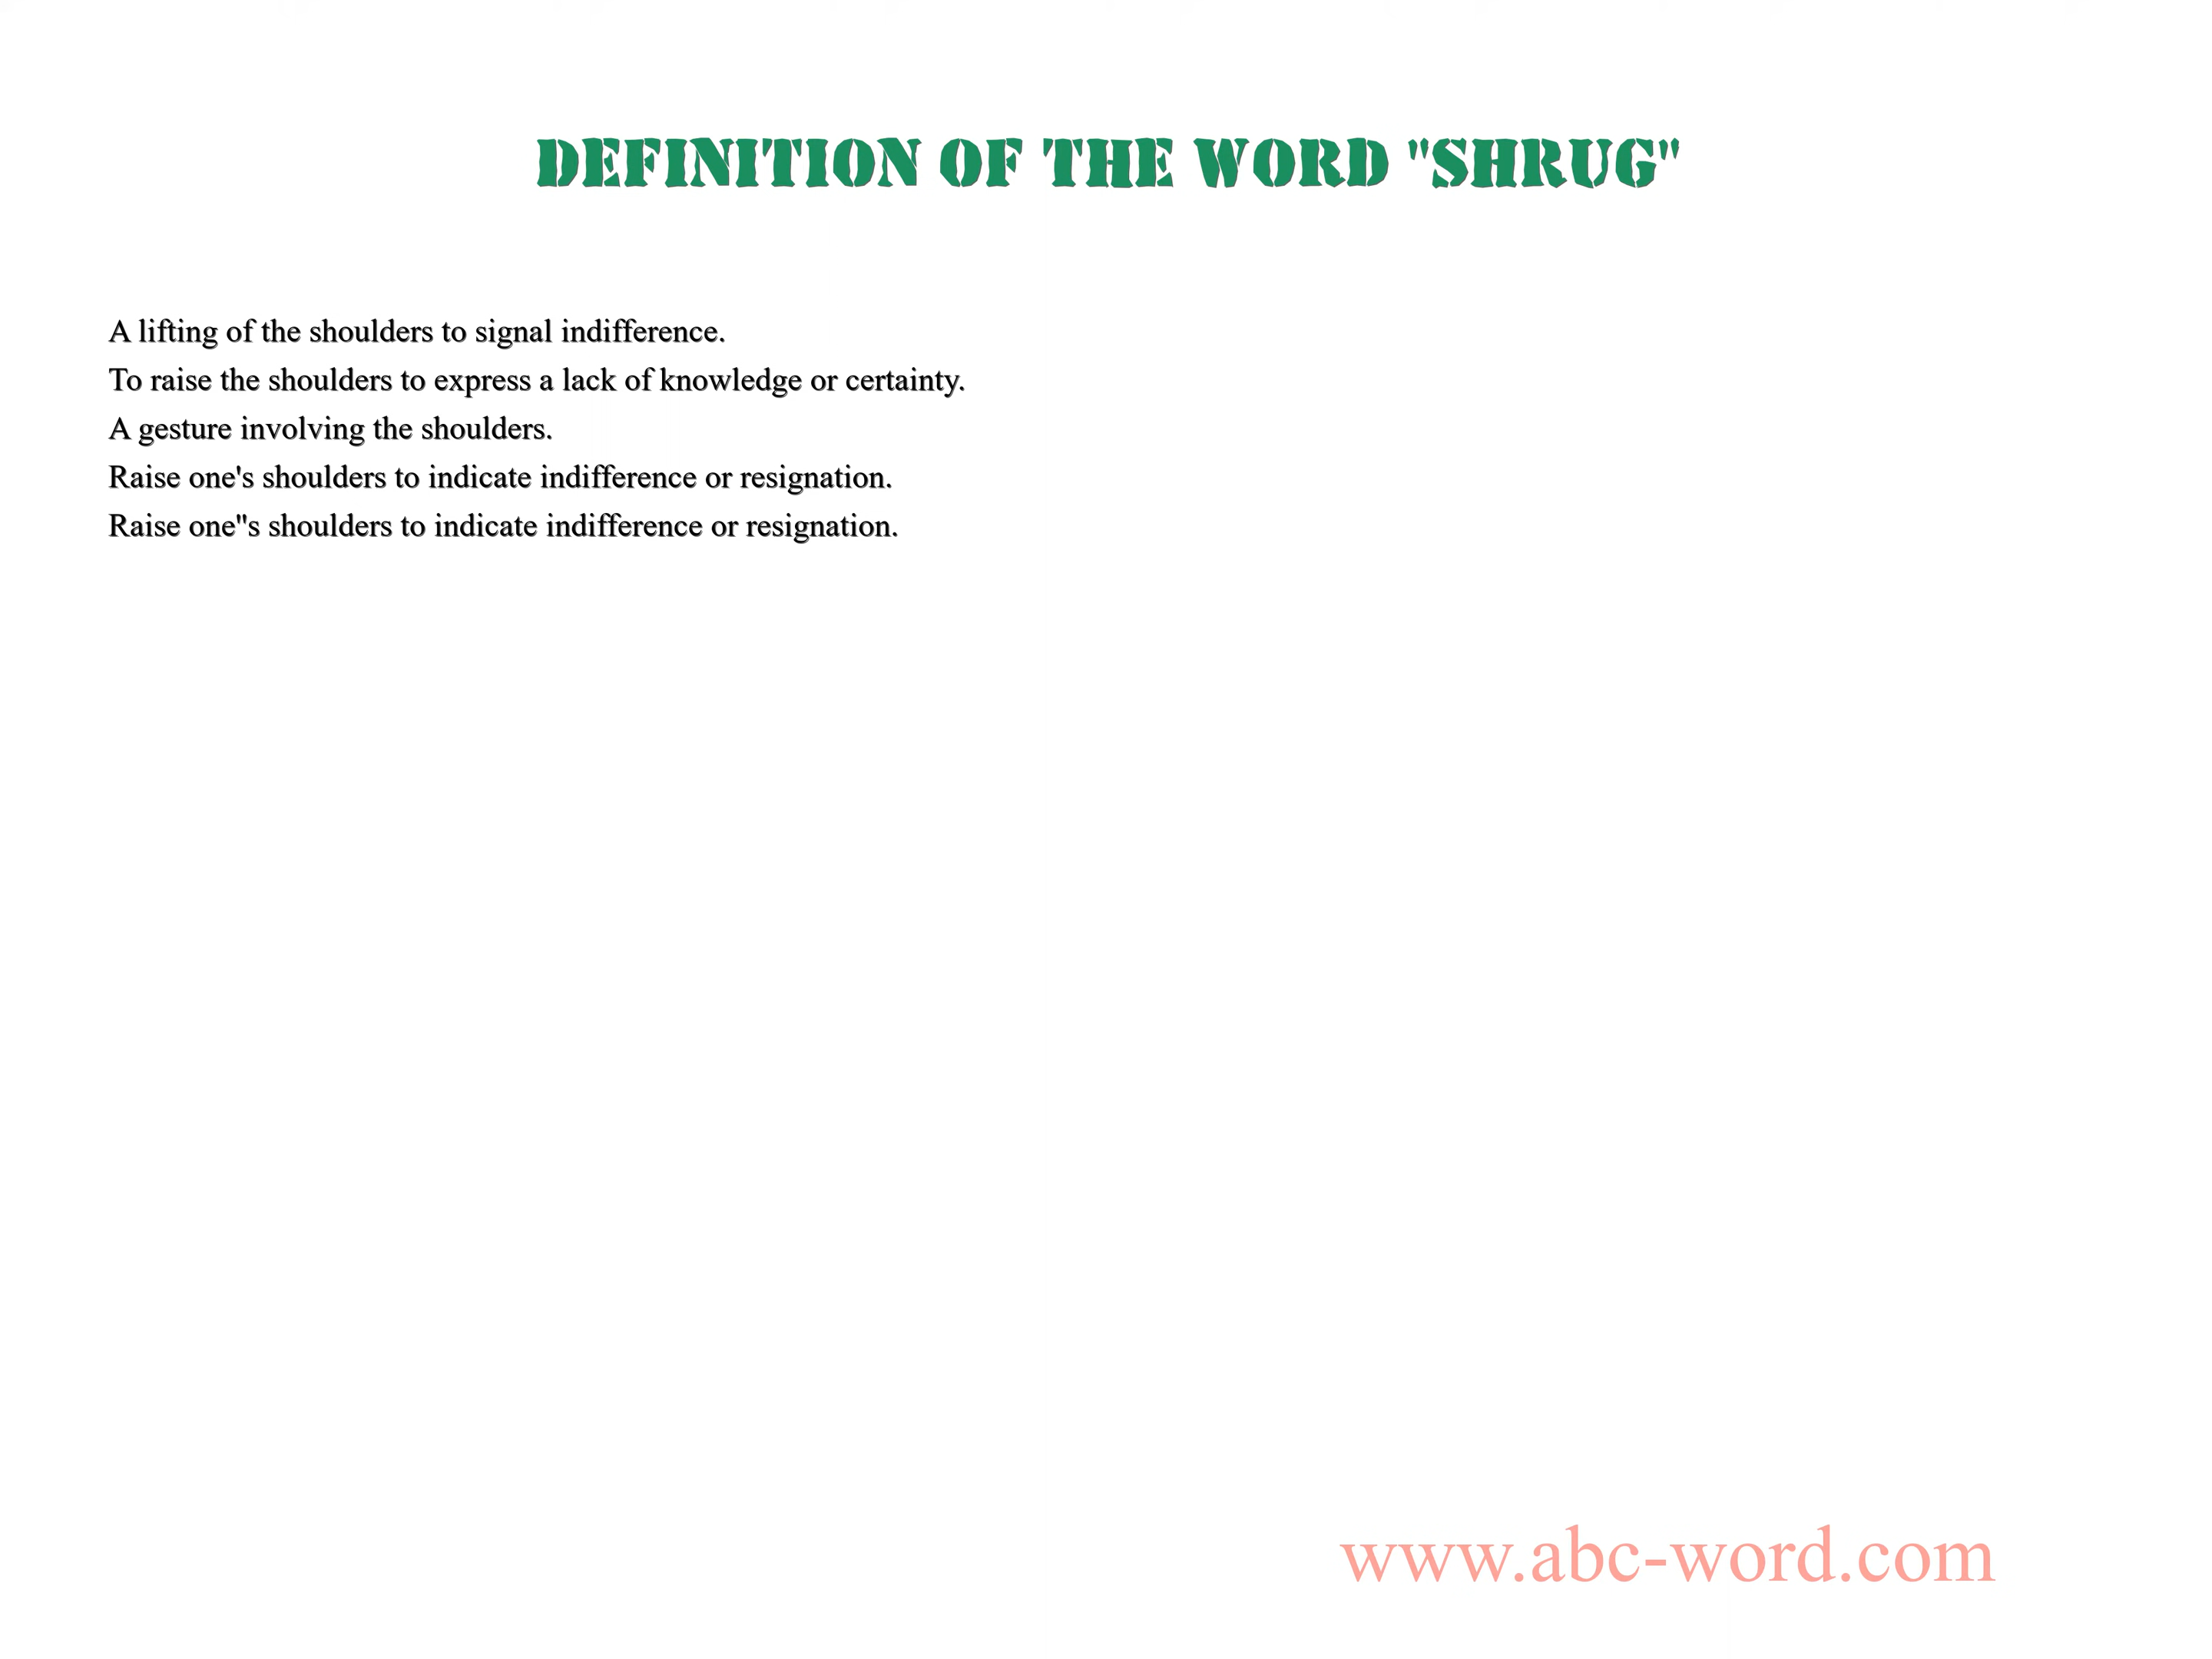 DEFINITION OF THE WORD "SHRUG"
A lifting of the shoulders to signal indifference.
To raise the shoulders to express a lack of knowledge or certainty.
A gesture involving the shoulders.
Raise one's shoulders to indicate indifference or resignation.
Raise one"s shoulders to indicate indifference or resignation.
www.abc-word.com